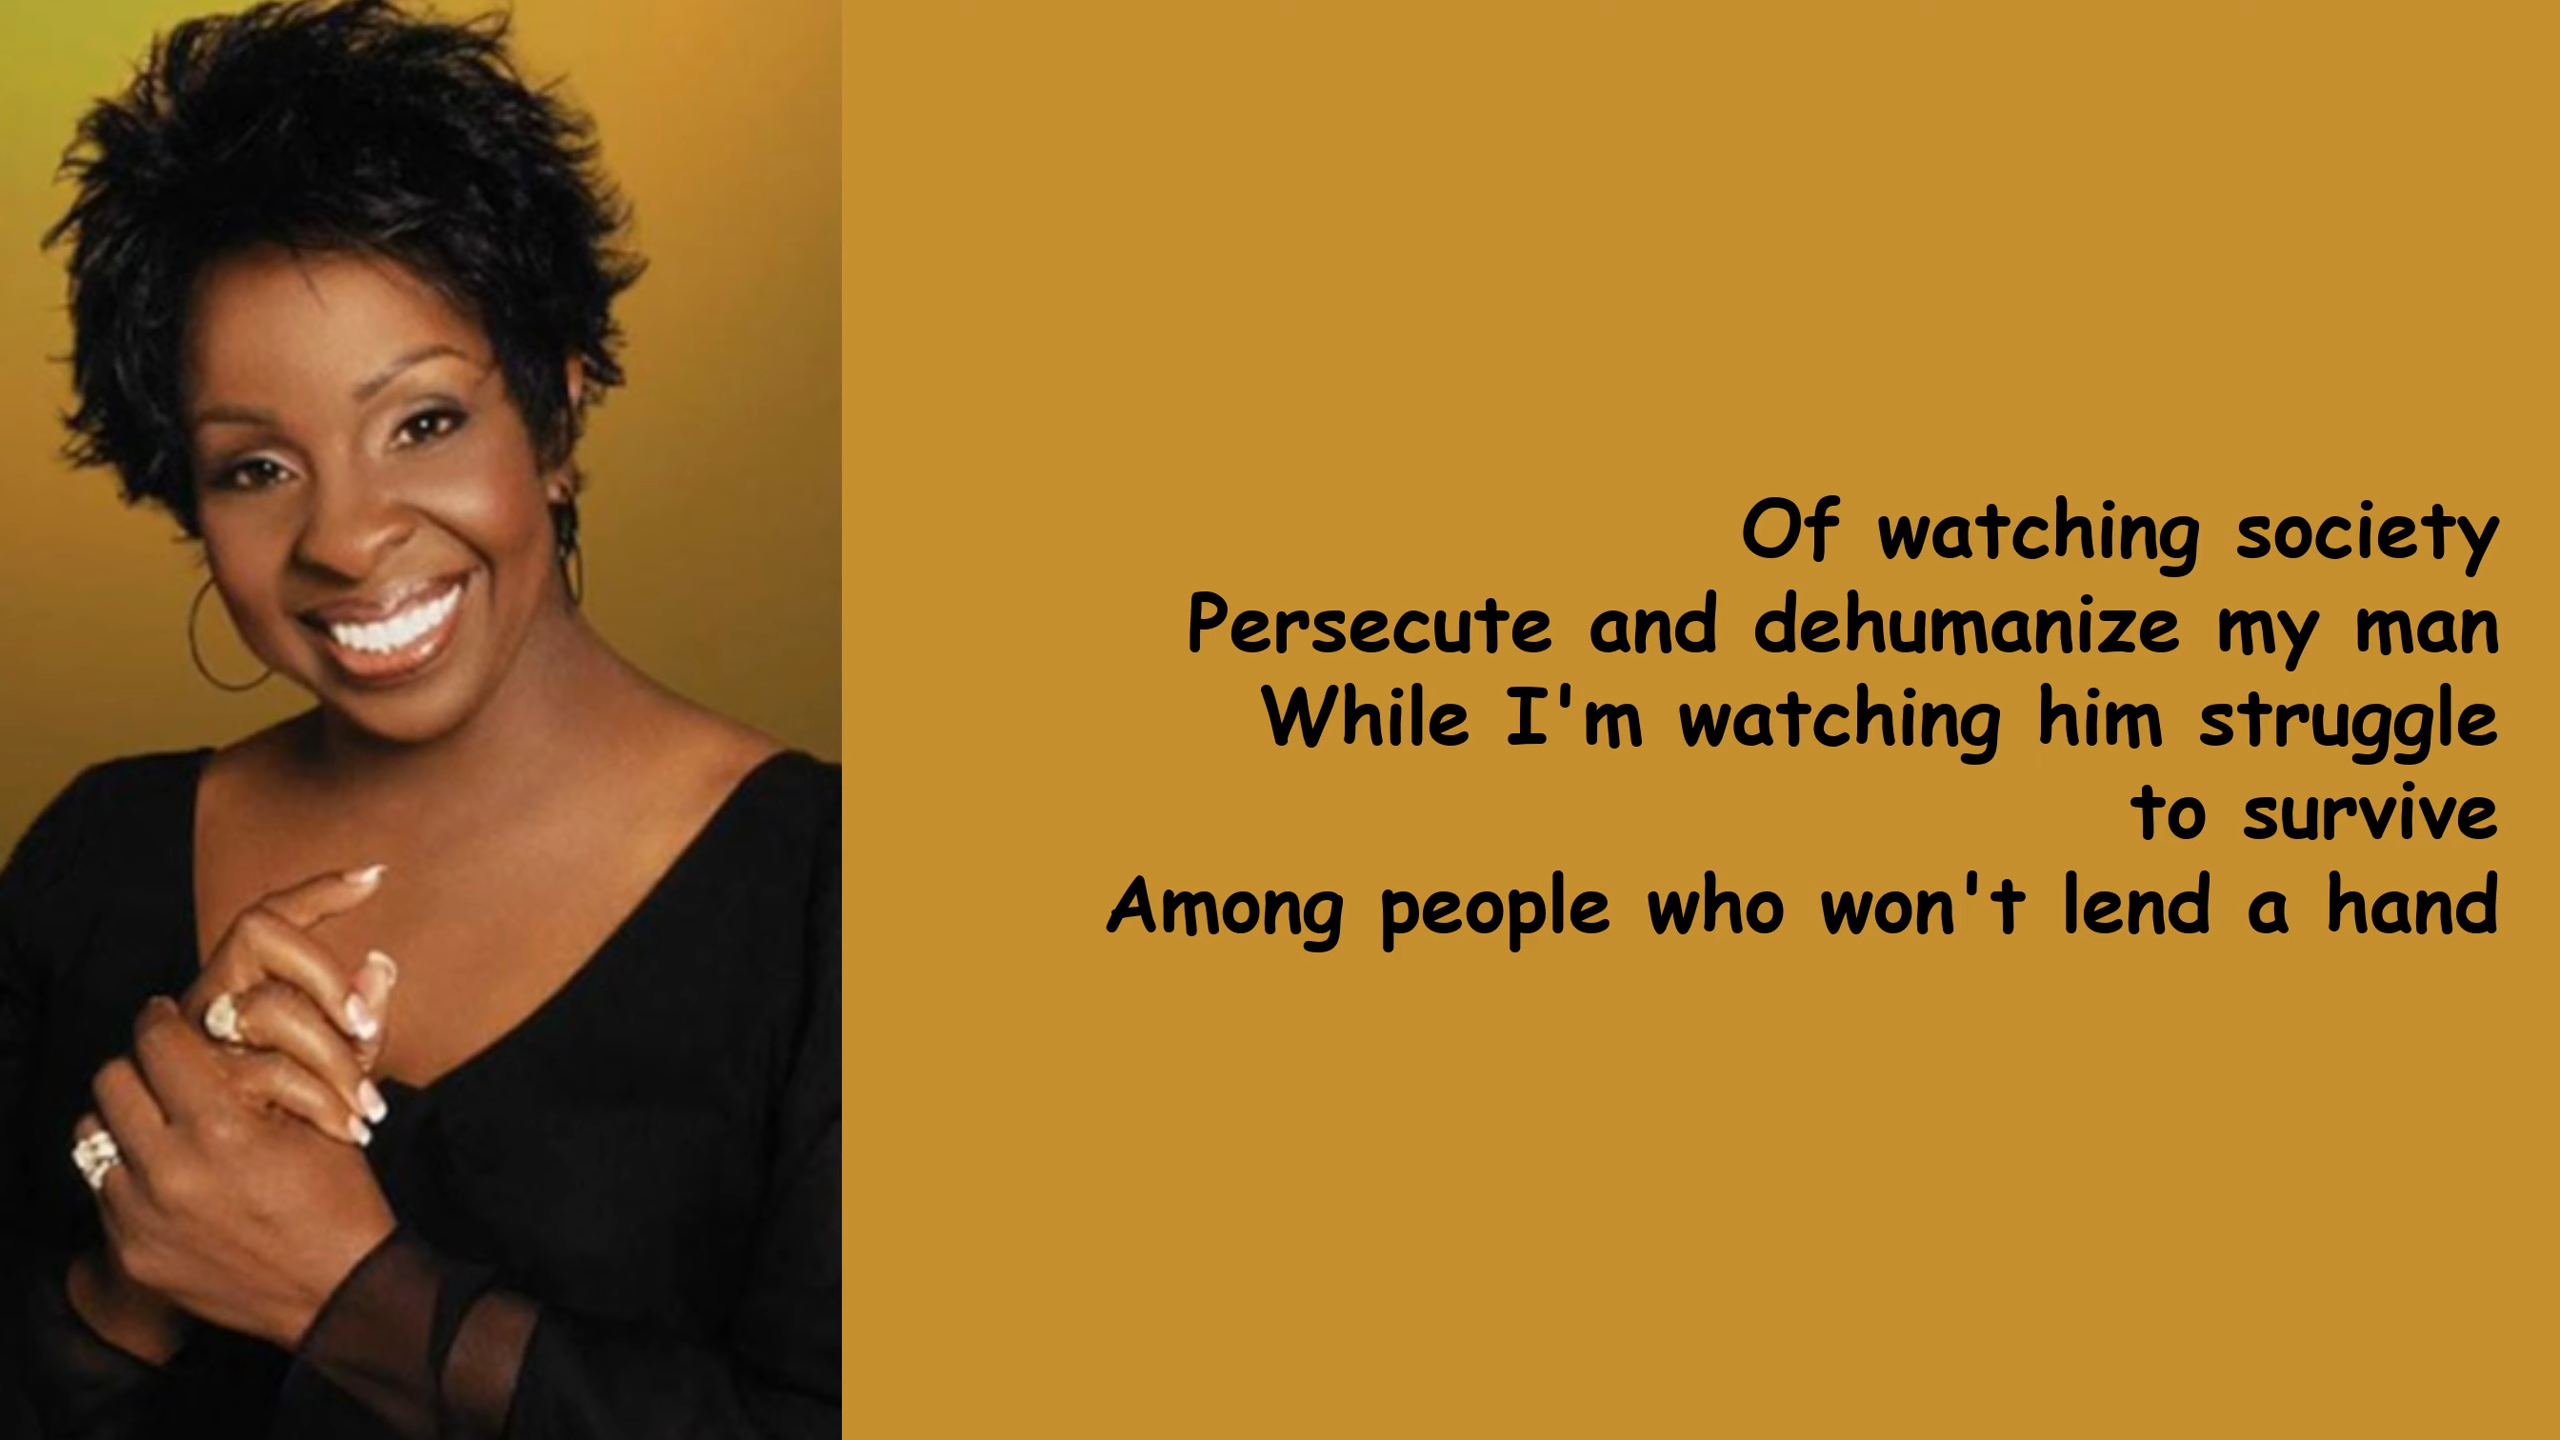 Of watching society
Persecute and dehumanize my man
While I'm watching him struggle
to survive
Among people who won't lend a hand